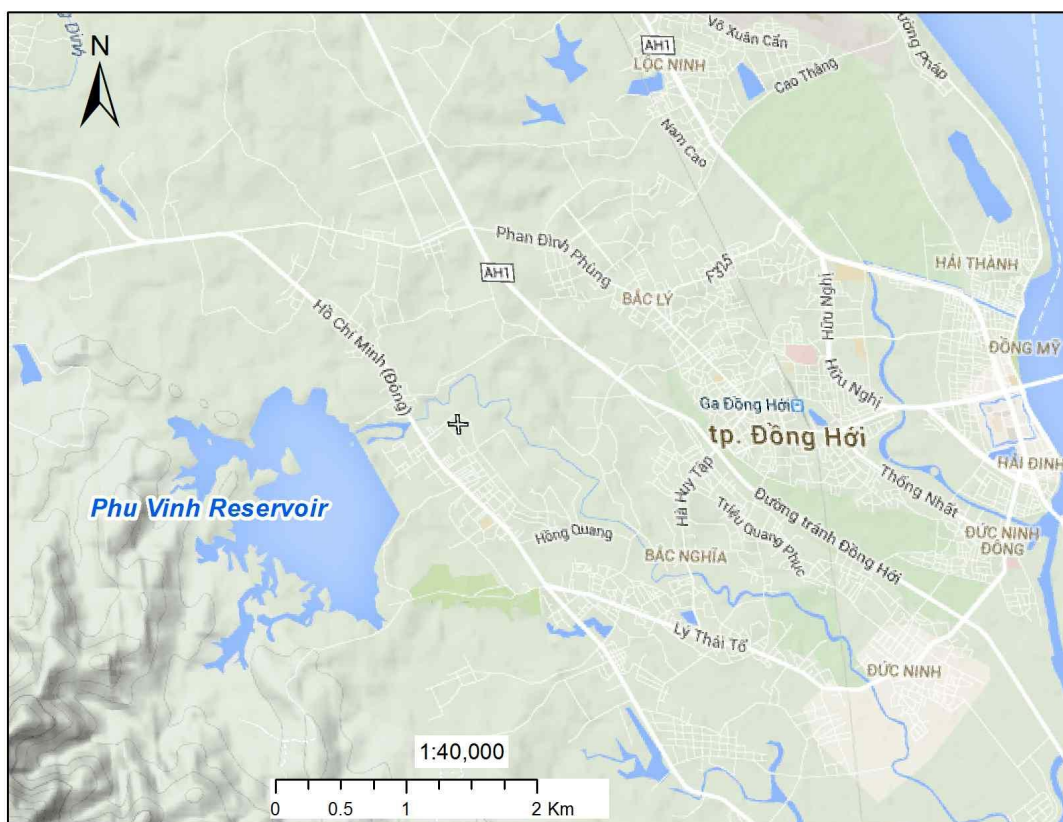 N
AH1
Võ Xuân Cẩn
LỘC NINH
Cao Thắng
Nam Cao
Phan Đình Phùng
AH1
BẮC LÝ
F325
Hữu Nghị
HẢI THÀNH
Hồ Chí Minh (Đông)
ĐỒNG MỸ
Hữu Nghị
Ga Đồng Hới
tp. Đồng Hới
HẢI ĐÌNH
Hà Huy Tập
Thống Nhất
Phu Vinh Reservoir
Triệu Quang Phục
Đường tránh Đồng Hới
Hồng Quang
ĐỨC NINH
ĐÔNG
BẮC NGHĨA
Lý Thái Tổ
ĐỨC NINH
1:40,000
0 0.5 1 2 Km